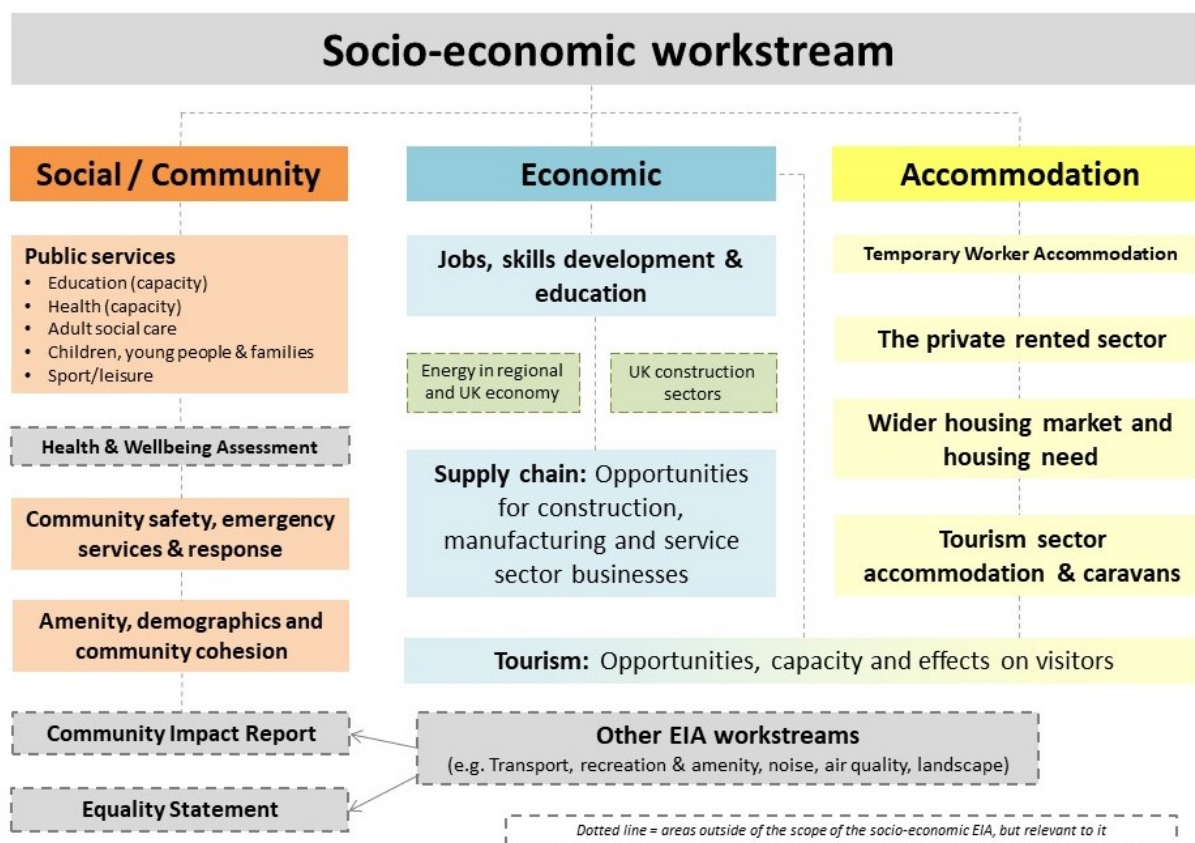 Socio-economic workstream
Social / Community
Public services
• Education (capacity)
• Health (capacity)
• Adult social care
• Children, young people & families
• Sport/leisure
Health & Wellbeing Assessment
Community safety, emergency
services & response
Amenity, demographics and
community cohesion
Community Impact Report
Equality Statement
Economic
Jobs, skills development &
education
Energy in regional
and UK economy
UK construction
sectors
Supply chain: Opportunities
for construction,
manufacturing and service
sector businesses
Accommodation
Temporary Worker Accommodation
The private rented sector
Wider housing market and
housing need
Tourism sector
accommodation & caravans
Tourism: Opportunities, capacity and effects on visitors
Other EIA workstreams
(e.g. Transport, recreation & amenity, noise, air quality, landscape)
Dotted line = areas outside of the scope of the socio-economic EIA, but relevant to it